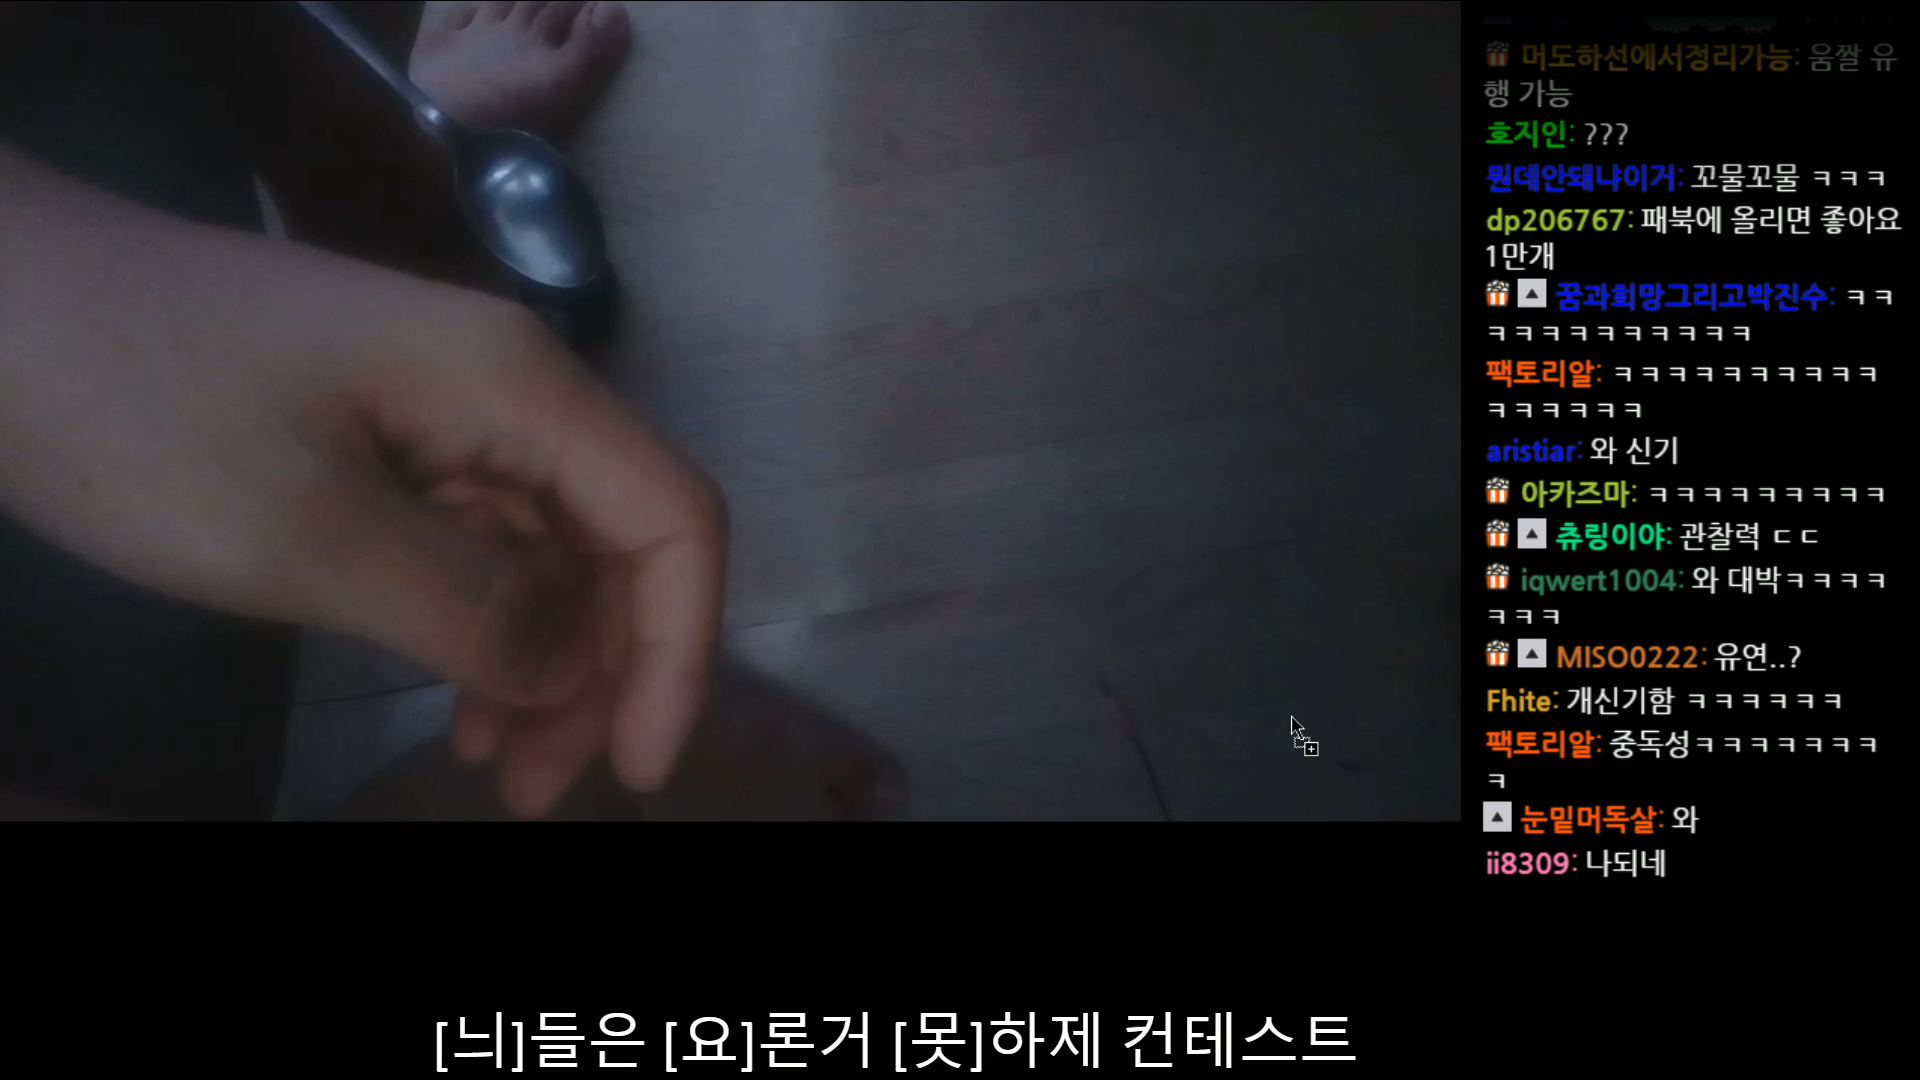 머도하선에서정리가능: 움짤 유
행 가능
호지인: ???
뭔데안돼냐이거: 꼬물꼬물 ㅋㅋㅋ
dp206767: 패북에 올리면 좋아요
1만개
꿈과희망그리고박진수: ㅋㅋ
ㅋㅋㅋㅋㅋㅋㅋㅋㅋㅋ
팩토리알: ㅋㅋㅋㅋㅋㅋㅋㅋㅋㅋ
ㅋㅋㅋㅋㅋㅋ
aristiar: 와 신기
아카즈마: ㅋㅋㅋㅋㅋㅋㅋㅋㅋ
츄링이야: 관찰력 ㄷㄷ
iqwert1004: 와 대박ㅋㅋㅋㅋ
ㅋㅋㅋ
MISO0222: 유연..?
Fhite: 개신기함 ㅋㅋㅋㅋㅋㅋ
팩토리알: 중독성ㅋㅋㅋㅋㅋㅋㅋ
ㅋ
눈밑머독살: 와
ii8309: 나되네
[늬]들은 [요]론거 [못]하제 컨테스트